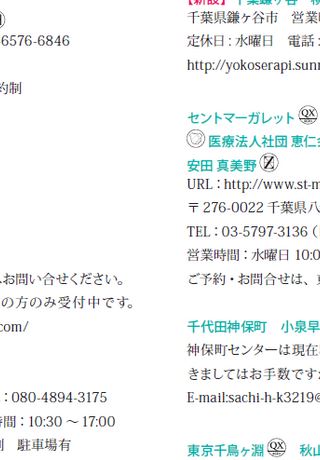 6576-6846
約制
お問い合せください。
の方のみ受付中です。
com/
: 080-4894-3175
時間 : 10:30 〜 17:00
駐車場有
千葉県鎌ヶ谷市 営業
定休日 : 水曜日 電話 :
http://yokoserapi.sunn
セントマーガレット QX
医療法人社団 恵仁会
安田 真美野 Z
URL : http://www.st-m
〒276-0022 千葉県八
TEL : 03-5797-3136 (
営業時間 : 水曜日 10:0
ご予約・お問合せは、
千代田神保町 小泉早
神保町センターは現在
きましてはお手数です
E-mail:sachi-h-k3219@
東京千鳥ヶ淵 QX 秋山